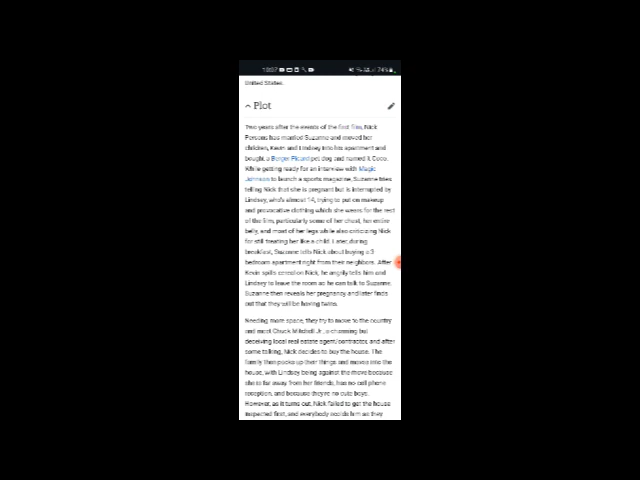 United States.
Plot
Two years after the events of the first film, Nick
Persons has married Suzanne and moved her
children, Kevin and Lindsey into his apartment and
bought a Berger Picard pet dog and named it Coco.
While getting ready for an interview with Magic
Johnson to launch a sports magazine, Suzanne tries
telling Nick that she is pregnant but is interrupted by
Lindsey, who's almost 14, trying to put on makeup
and provocative clothing which she wears for the rest
of the film, particularly some of her chest, her entire
belly, and most of her legs while also criticizing Nick
for still treating her like a child. Later, during
breakfast, Suzanne tells Nick about buying a 3
bedroom apartment right from their neighbors. After
Kevin spills cereal on Nick, he angrily tells him and
Lindsey to leave the room so he can talk to Suzanne.
Suzanne then reveals her pregnancy, and later finds
out that they will be having twins.
Needing more space, they try to move to the country
and meet Chuck Mitchell Jr., a charming but
deceiving local real estate agent/contractor, and after
some talking, Nick decides to buy the house. The
family then packs up their things and moves into the
house, with Lindsey being against the move because
she is far away from her friends, has no cell phone
reception, and because they're no cute boys.
However, as it turns out, Nick failed to get the house
inspected first, and everybody avoids him as they